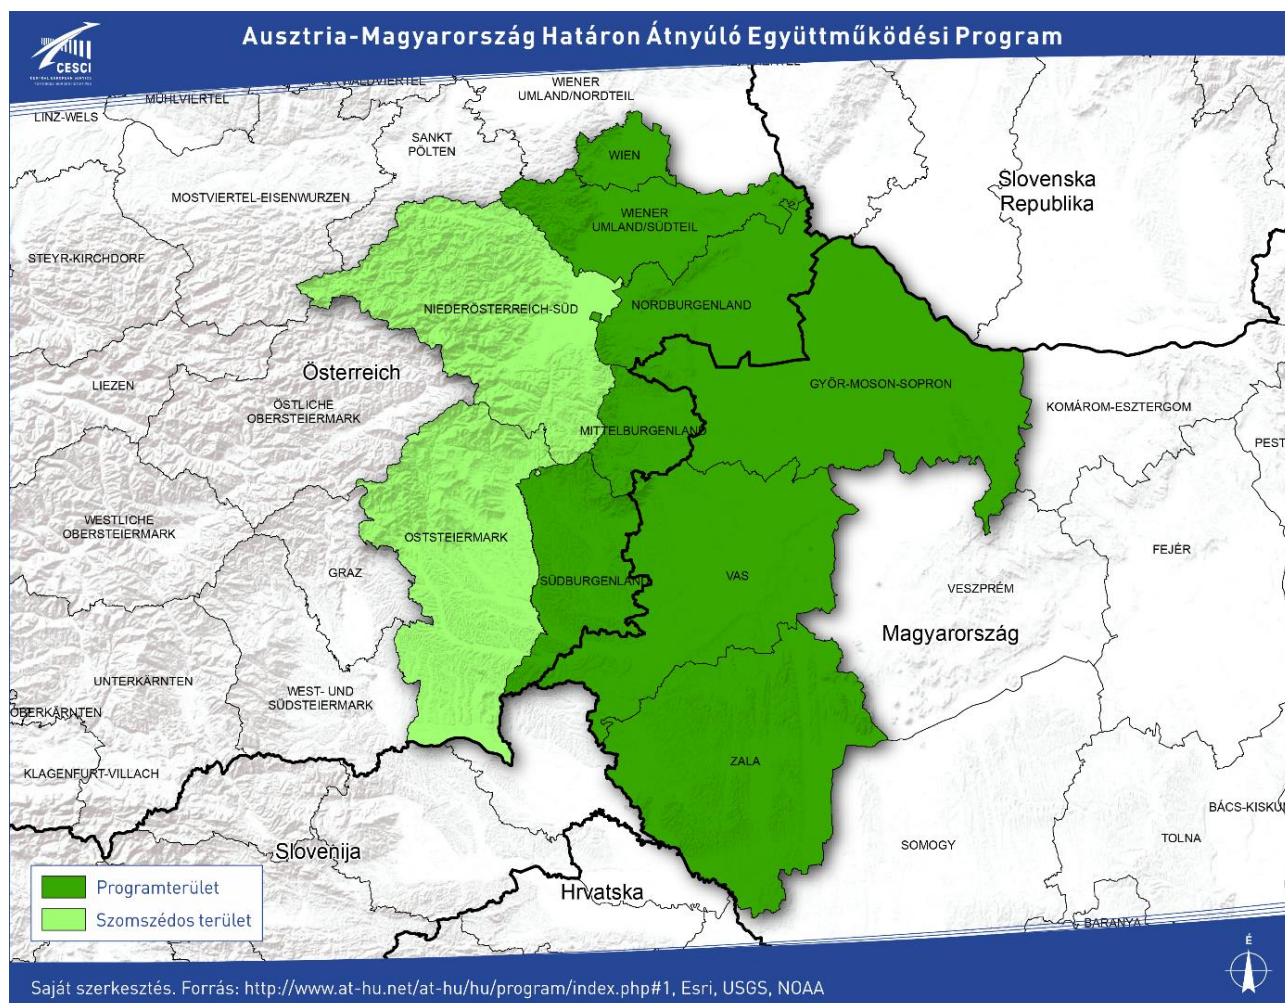 Ausztria-Magyarország Határon Átnyúló Együttműködési Program
CESCI
MÜHLVIERTEL
LINZ-WELS
WIENER
UMLAND/NORDTEIL
SANKT
PÖLTEN
WIEN
MOSTVIERTEL-EISENWURZEN
Slovenska
Republika
WIENER
UMLAND/SÜDTEIL
STEYR-KIRCHDORF
NIEDERÖSTERREICH-SÜD
NORDBURGENLAND
Österreich
LIEZEN
ÖSTLICHE
OBERSTEIERMARK
GYŐR-MOSON-SOPRON
KOMÁROM-ESZTERGOM
MITTELBURGENLAND
PEST
WESTLICHE
OBERSTEIERMARK
OSTSTEIERMARK
FEJÉR
GRAZ
SÜDBURGENLAND
VAS
VESZPRÉM
Magyarország
UNTERKÄRNTEN
WEST- UND
SÜDSTEIERMARK
OBERKÄRNTEN
KLAGENFURT-VILLACH
ZALA
BÁCS-KISKUN
SOMOGY
TOLNA
Slovenija
Hrvatska
Programterület
Szomszédos terület
BARANYA
É
Saját szerkesztés. Forrás: http://www.at-hu.net/at-hu/hu/program/index.php#1, Esri, USGS, NOAA